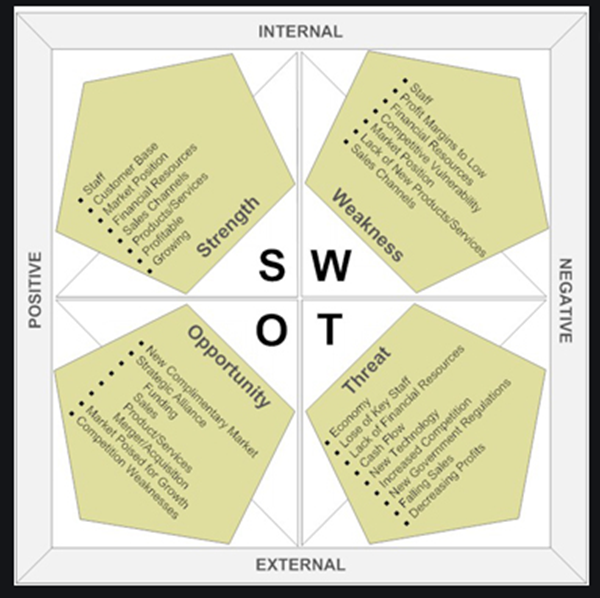 INTERNAL
POSITIVE
NEGATIVE
Staff
Customer Base
Market Position
Financial Resources
Sales Channels
Products/Services
Profitable
Growing
Strength
S
Staff
Profit Margins to Low
Financial Resources
Competitive Vulnerability
Market Position
Lack of New Products/Services
Sales Channels
Weakness
W
Opportunity
New Complimentary Market
Strategic Alliance
Funding
Sales
Product/Services
Merger/Acquisition
Market Poised for Growth
Competition Weaknesses
O
Threat
Economy
Lose of Key Staff
Lack of Financial Resources
Cash Flow
New Technology
Increased Competition
New Government Regulations
Falling Sales
Decreasing Profits
T
EXTERNAL